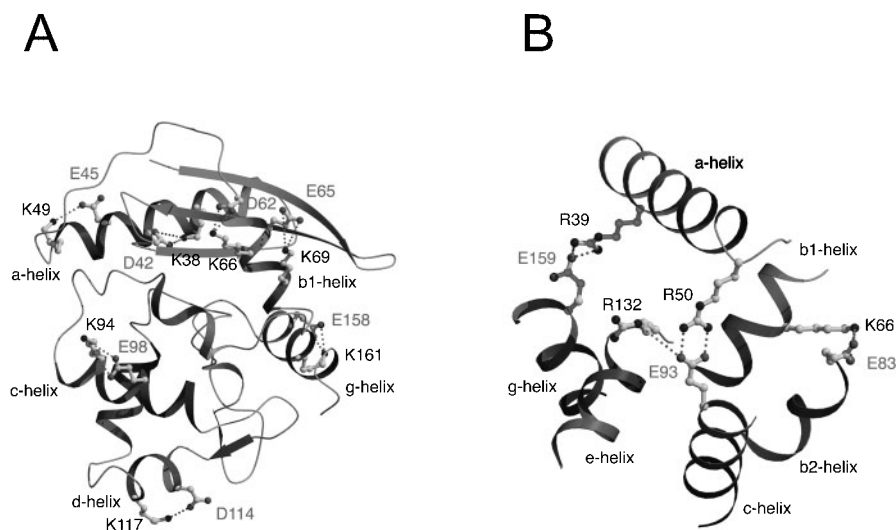 A
B
E45
E65
K49
D62
a-helix
D42
K38
K66
K69
b1-helix
K94
E158
E98
K161
c-helix
g-helix
d-helix
D114
K117
a-helix
R39
b1-helix
E159
R132
R50
K66
E83
E93
g-helix
e-helix
b2-helix
c-helix